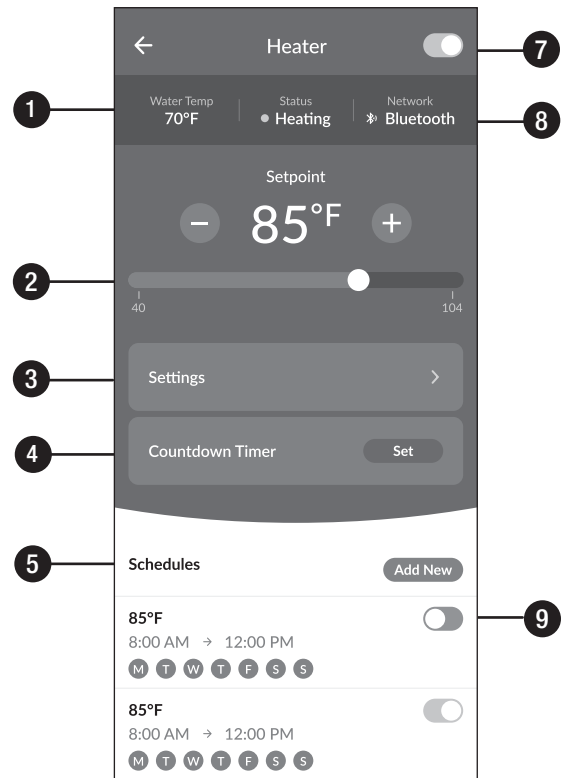 Heater
7
1
Water Temp Status Network
70°F Heating Bluetooth
8
Setpoint
− 85°F +
2
40 104
3
Settings
4
Countdown Timer Set
5
Schedules Add New
85°F
9
8:00 AM → 12:00 PM
M T W T F S S
85°F
8:00 AM → 12:00 PM
M T W T F S S